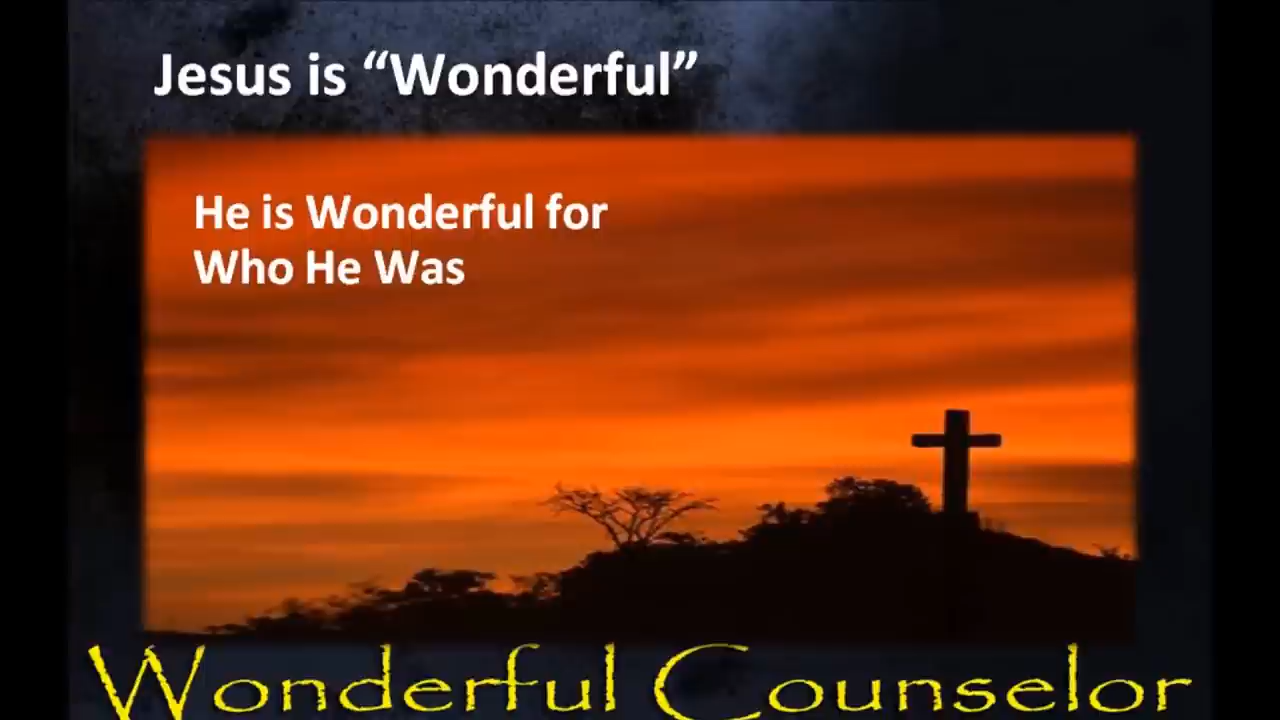 Jesus is “Wonderful”
He is Wonderful for
Who He Was
Wonderful Counselor